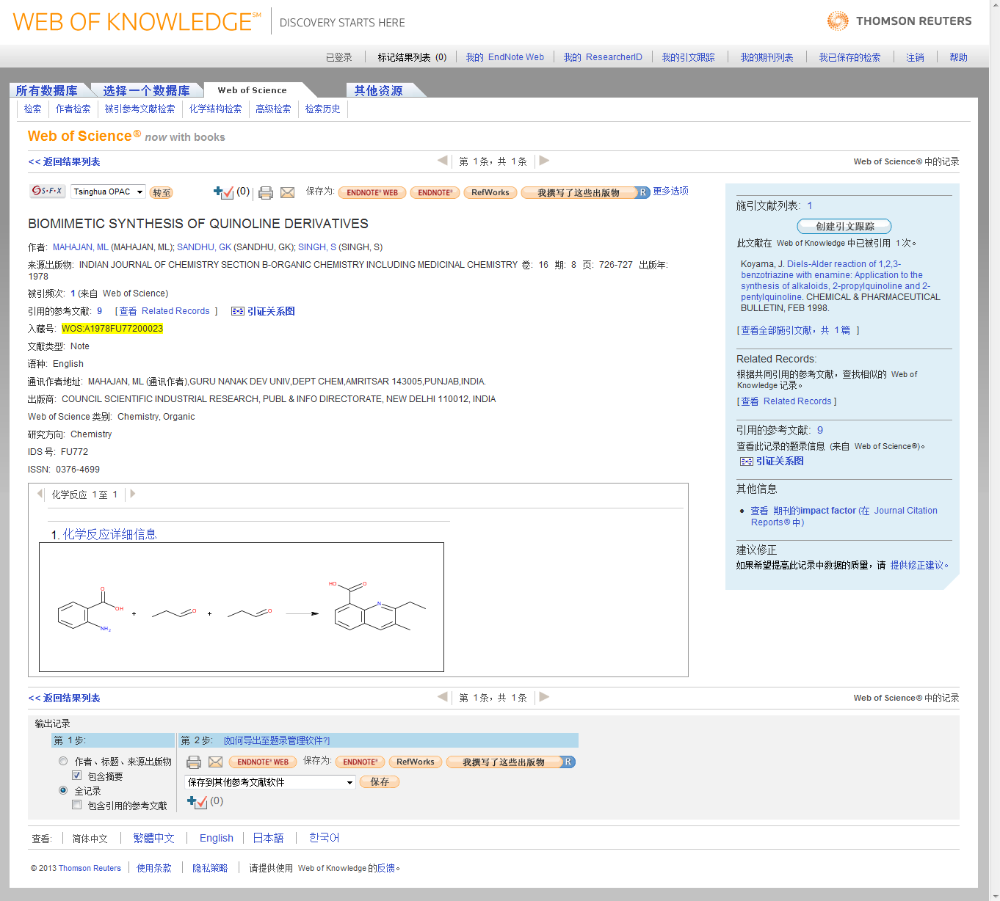 WEB OF KNOWLEDGE SM DISCOVERY STARTS HERE
THOMSON REUTERS
已登录 标记结果列表 (0) 我的 EndNote Web 我的 ResearcherID 我的引文跟踪 我的期刊列表 我已保存的检索 注销 帮助
所有数据库 选择一个数据库 Web of Science 其他资源
检索 作者检索 被引参考文献检索 化学结构检索 高级检索 检索历史
Web of Science® now with books
<< 返回结果列表 第 1条，共 1条 Web of Science® 中的记录
S·F·X Tsinghua OPAC 转至 (0) 保存为: ENDNOTE® WEB ENDNOTE® RefWorks 我撰写了这些出版物 R 更多选项
BIOMIMETIC SYNTHESIS OF QUINOLINE DERIVATIVES
作者: MAHAJAN, ML (MAHAJAN, ML); SANDHU, GK (SANDHU, GK); SINGH, S (SINGH, S)
来源出版物: INDIAN JOURNAL OF CHEMISTRY SECTION B-ORGANIC CHEMISTRY INCLUDING MEDICINAL CHEMISTRY 卷: 16 期: 8 页: 726-727 出版年:
1978
被引频次: 1 (来自 Web of Science)
引用的参考文献: 9 [ 查看 Related Records ] 引证关系图
入藏号: WOS:A1978FU77200023
文献类型: Note
语种: English
通讯作者地址: MAHAJAN, ML (通讯作者),GURU NANAK DEV UNIV,DEPT CHEM,AMRITSAR 143005,PUNJAB,INDIA.
出版商: COUNCIL SCIENTIFIC INDUSTRIAL RESEARCH, PUBL & INFO DIRECTORATE, NEW DELHI 110012, INDIA
Web of Science 类别: Chemistry, Organic
研究方向: Chemistry
IDS 号: FU772
ISSN: 0376-4699
化学反应 1 至 1
1. 化学反应详细信息
O
OH
NH2
+
O
+
O
HO O
N
施引文献列表: 1
创建引文跟踪
此文献在 Web of Knowledge 中已被引用 1 次。
Koyama, J. Diels-Alder reaction of 1,2,3-
benzotriazine with enamine: Application to the
synthesis of alkaloids, 2-propylquinoline and 2-
pentylquinoline. CHEMICAL & PHARMACEUTICAL
BULLETIN, FEB 1998.
[ 查看全部施引文献，共 1 篇 ]
Related Records:
根据共同引用的参考文献，查找相似的 Web of
Knowledge 记录。
[ 查看 Related Records ]
引用的参考文献: 9
查看此记录的题录信息 (来自 Web of Science®)。
引证关系图
其他信息
查看 期刊的impact factor (在 Journal Citation
Reports® 中)
建议修正
如果希望提高此记录中数据的质量，请 提供修正建议。
<< 返回结果列表 第 1条，共 1条 Web of Science® 中的记录
输出记录
第 1步: 第 2步: [如何导出至题录管理软件?]
作者、标题、来源出版物
包含摘要
全记录
包含引用的参考文献
ENDNOTE® WEB 保存为: ENDNOTE® RefWorks 我撰写了这些出版物 R
保存到其他参考文献软件 保存
(0)
查看: 简体中文 繁體中文 English 日本語 한국어
© 2013 Thomson Reuters 使用条款 隐私策略 请提供使用 Web of Knowledge 的反馈。